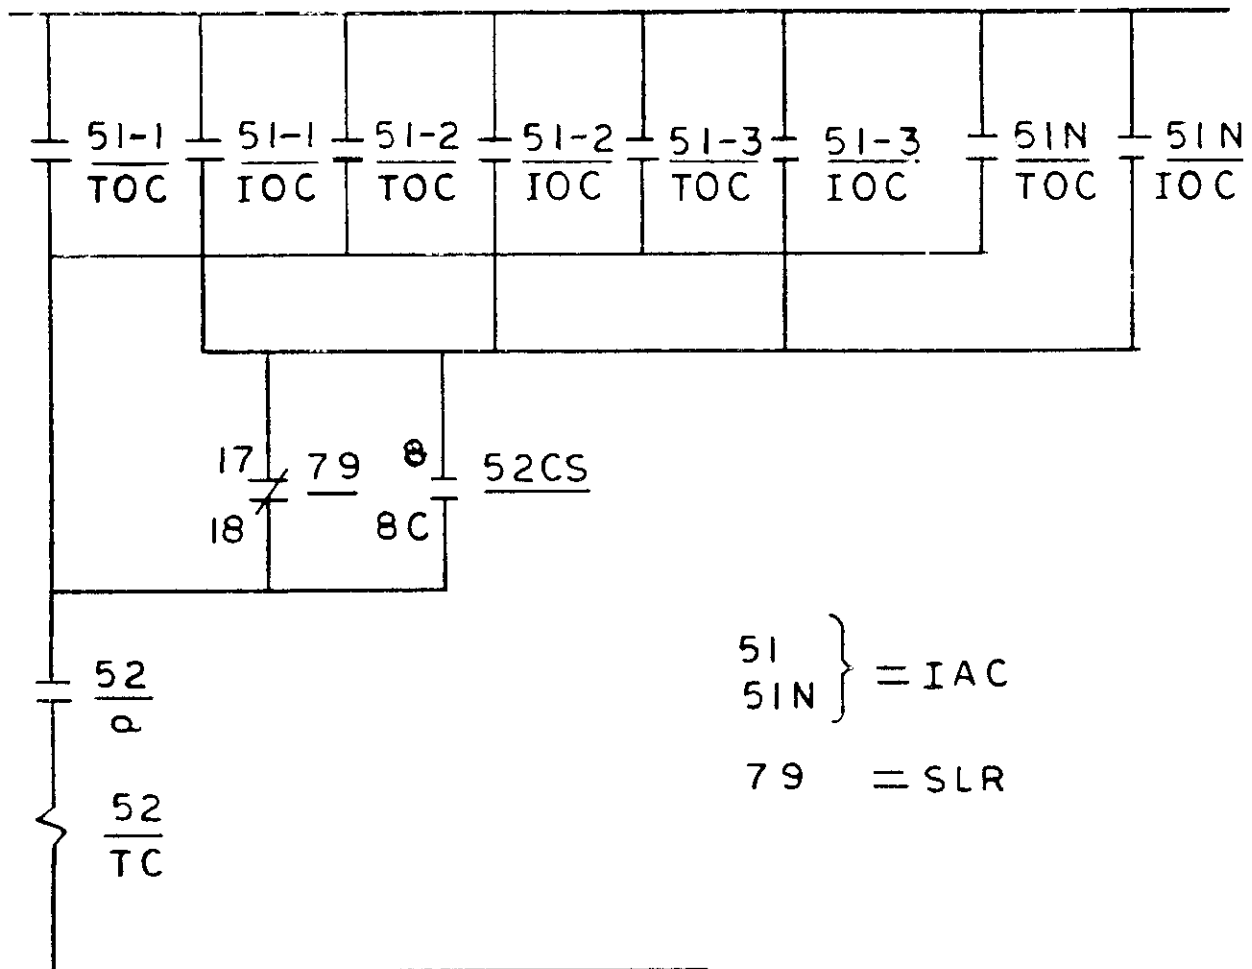 51-1
TOC
51-1
IOC
51-2
TOC
51-2
IOC
51-3
TOC
51-3
IOC
51N
TOC
51N
IOC
17
79
18
8
52CS
8C
52
a
52
TC
51
51N
= IAC
79 = SLR